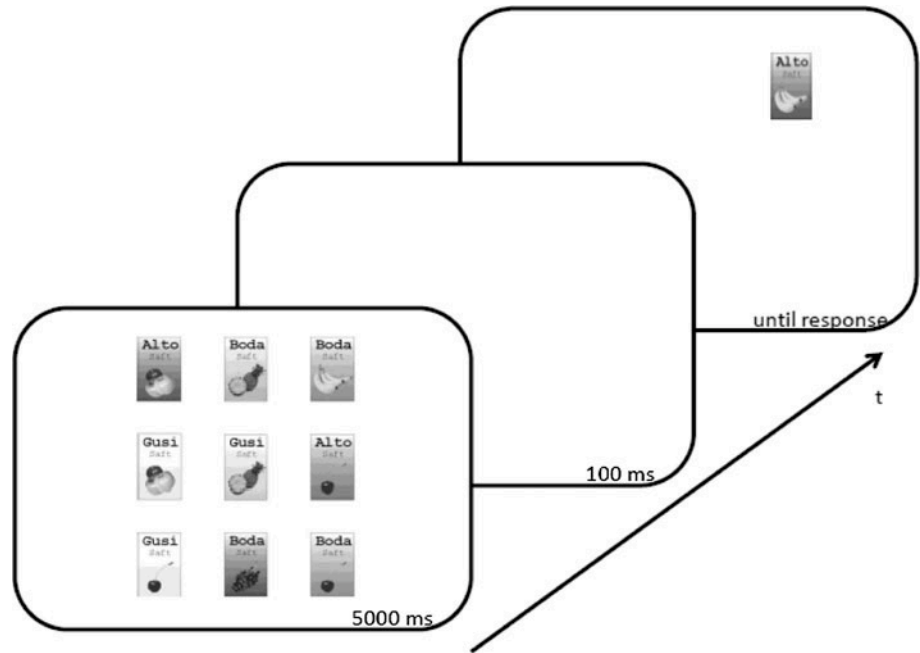 Alto
Saft
until response
t
100 ms
Alto Boda Boda
Saft Saft Saft
Gusi Gusi Alto
Saft Saft Saft
Gusi Boda Boda
Saft Saft Saft
5000 ms